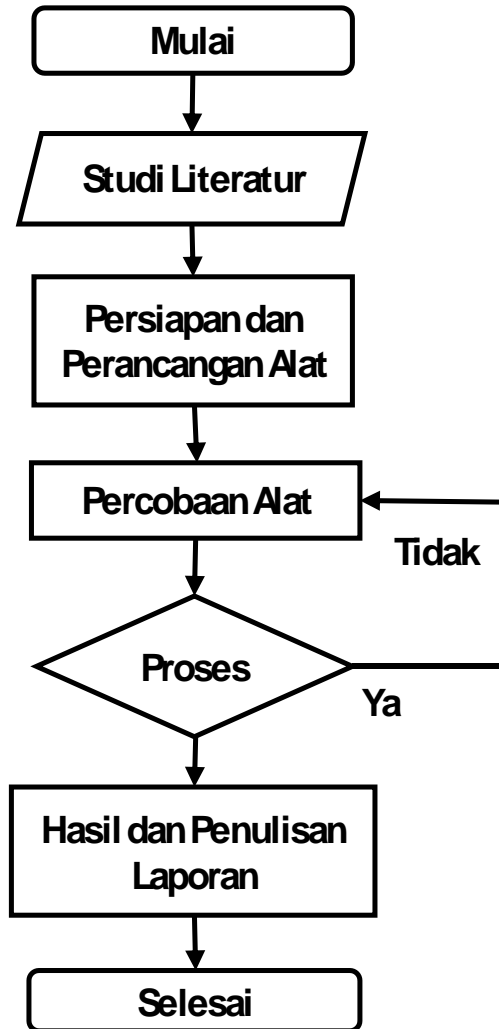 Mulai
Studi Literatur
Persiapan dan
Perancangan Alat
Percobaan Alat
Tidak
Proses
Ya
Hasil dan Penulisan
Laporan
Selesai